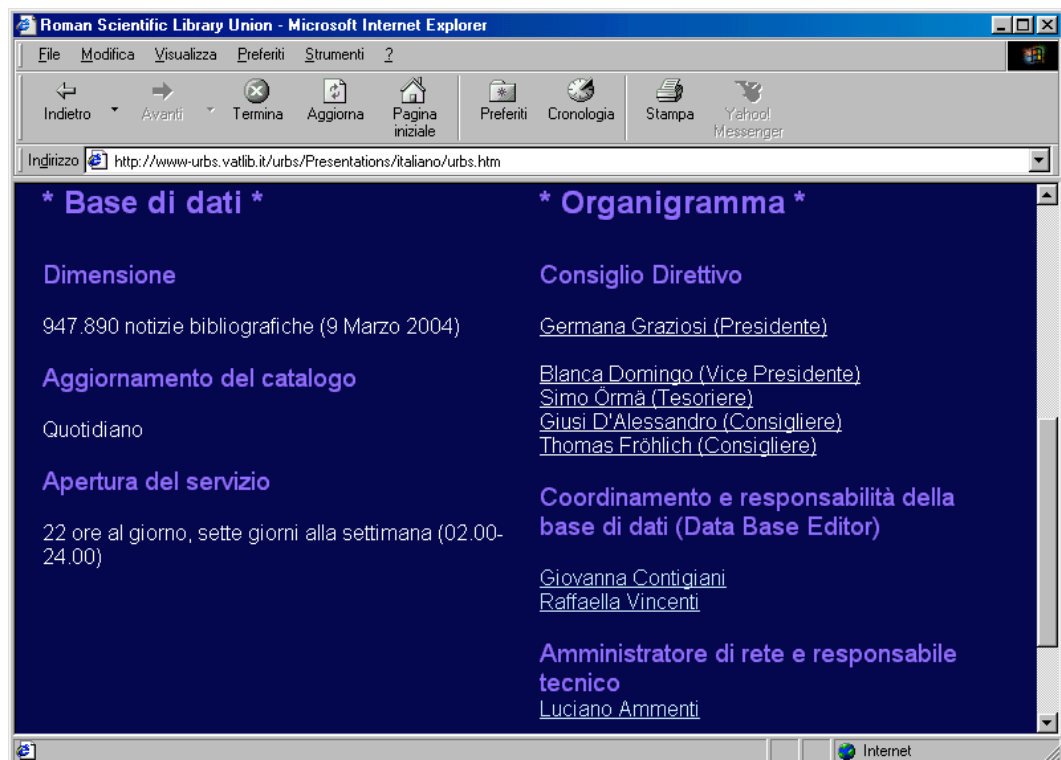 Roman Scientific Library Union - Microsoft Internet Explorer
File Modifica Visualizza Preferiti Strumenti ?
Indietro Avanti Termina Aggiorna Pagina iniziale Preferiti Cronologia Stampa Yahoo! Messenger
Indirizzo http://www-urbs.vatlib.it/urbs/Presentations/italiano/urbs.htm
* Base di dati *
Dimensione
947.890 notizie bibliografiche (9 Marzo 2004)
Aggiornamento del catalogo
Quotidiano
Apertura del servizio
22 ore al giorno, sette giorni alla settimana (02.00-
24.00)
* Organigramma *
Consiglio Direttivo
Germana Graziosi (Presidente)
Blanca Domingo (Vice Presidente)
Simo Örmä (Tesoriere)
Giusi D'Alessandro (Consigliere)
Thomas Fröhlich (Consigliere)
Coordinamento e responsabilità della
base di dati (Data Base Editor)
Giovanna Contigiani
Raffaella Vincenti
Amministratore di rete e responsabile
tecnico
Luciano Ammenti
Internet